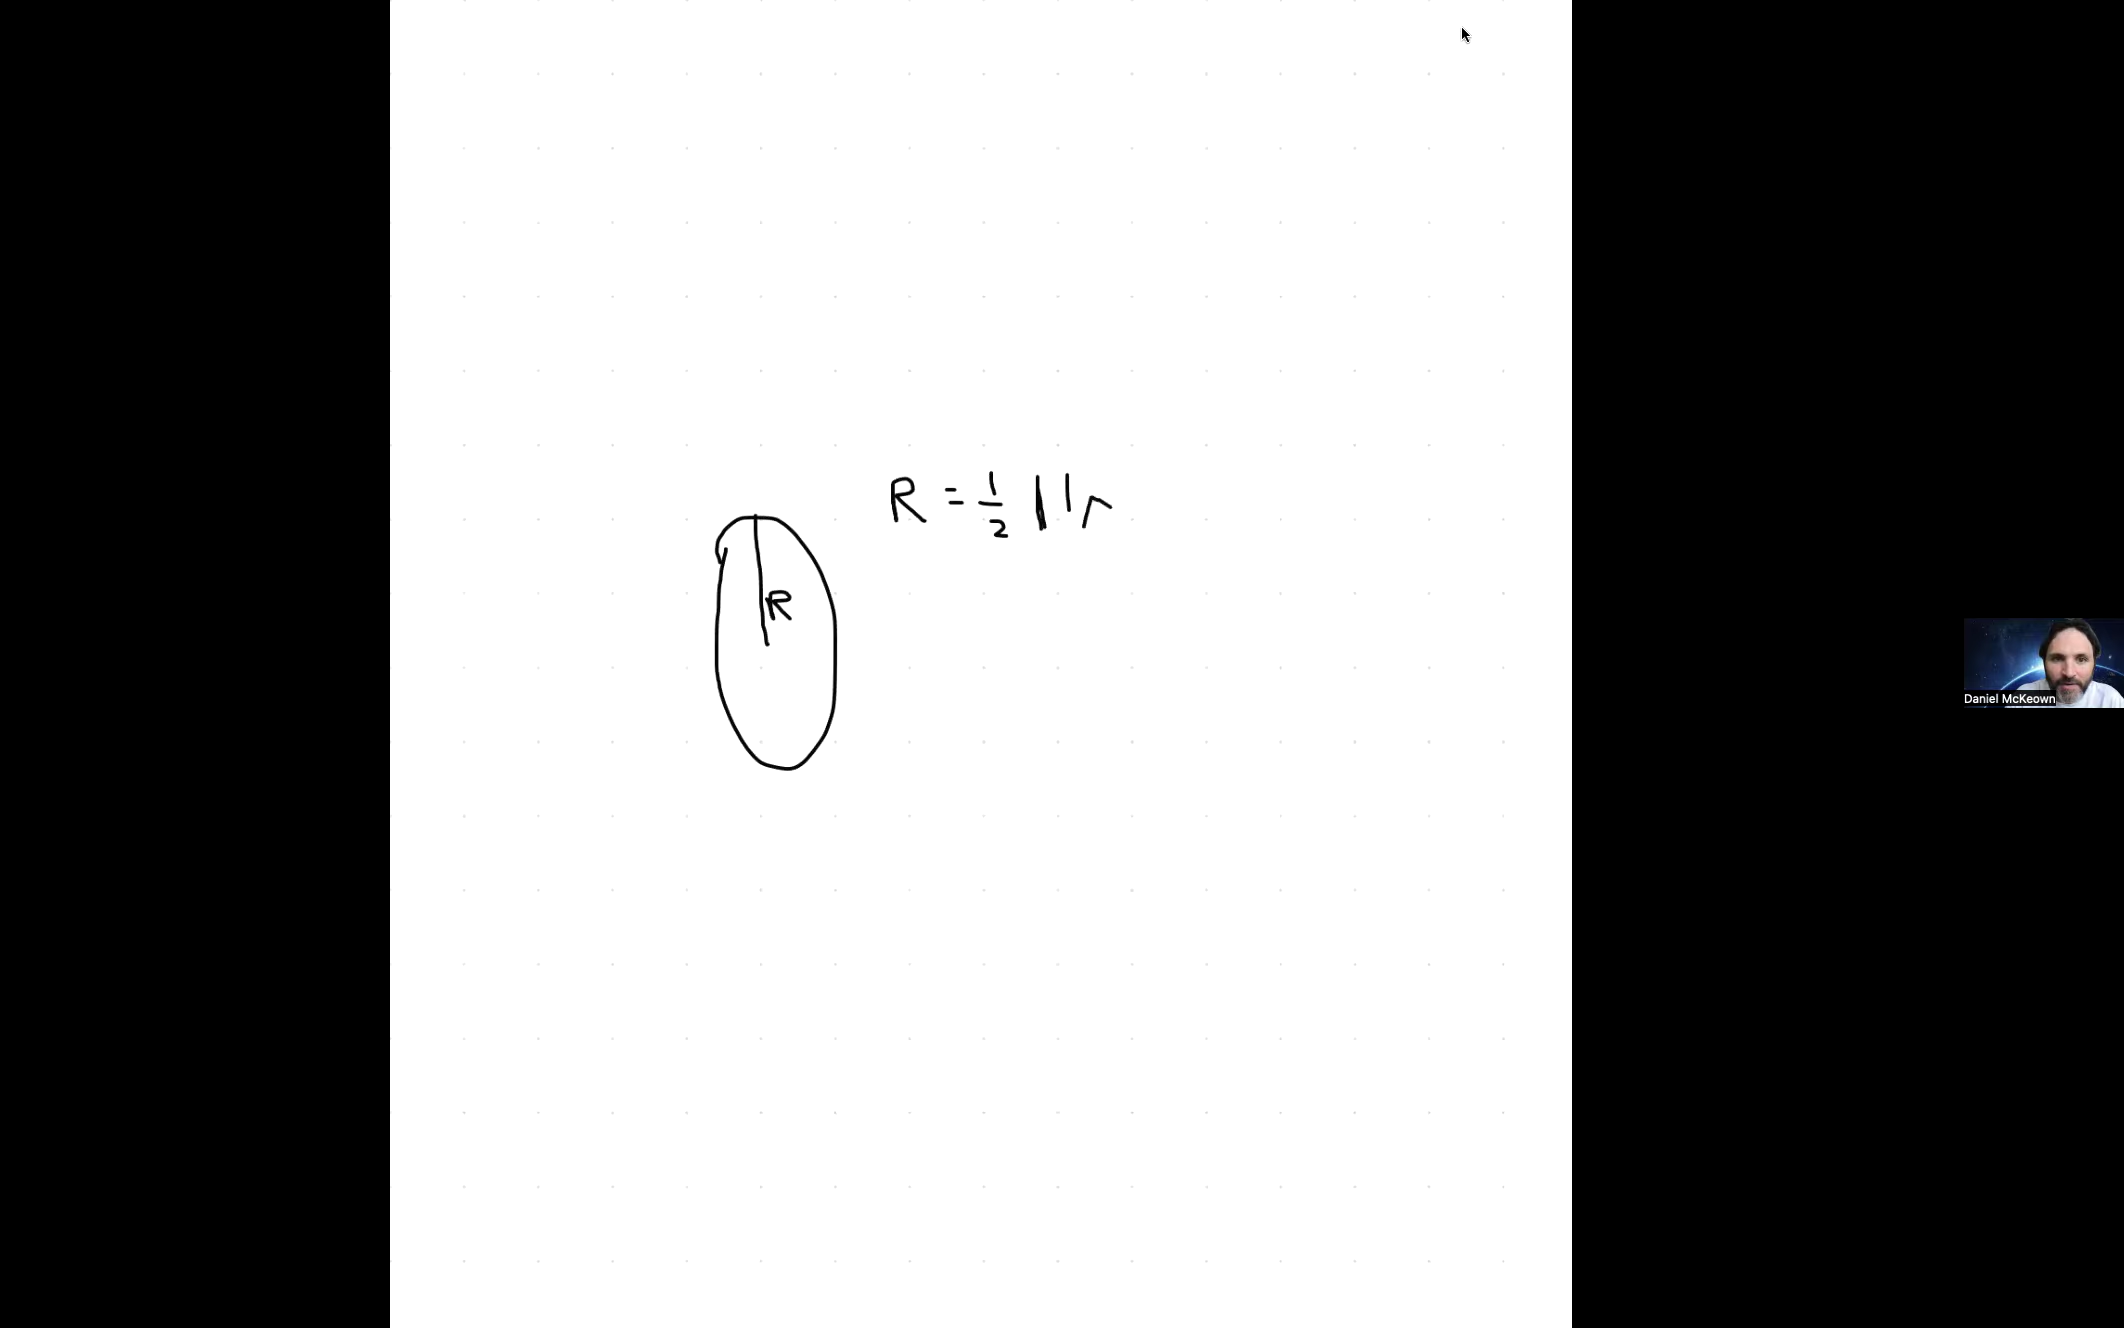 R = 1/2 ||r
R
Daniel McKeown